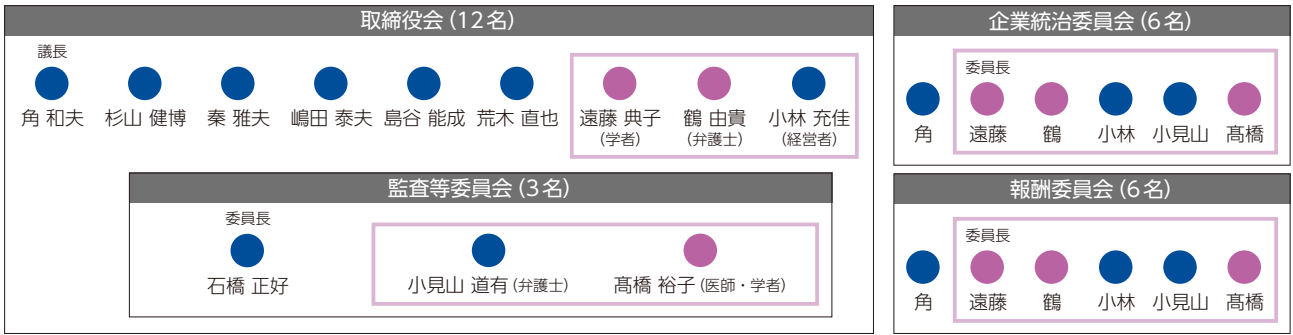 取締役会（12名）
議長
角 和夫 杉山 健博 秦 雅夫 嶋田 泰夫 島谷 能成 荒木 直也 遠藤 典子 鶴 由貴 小林 充佳
(学者) (弁護士) (経営者)
監査等委員会（3名）
委員長
石橋 正好 小見山 道有 (弁護士) 髙橋 裕子 (医師・学者)
企業統治委員会（6名）
委員長
角 遠藤 鶴 小林 小見山 髙橋
報酬委員会（6名）
委員長
角 遠藤 鶴 小林 小見山 髙橋